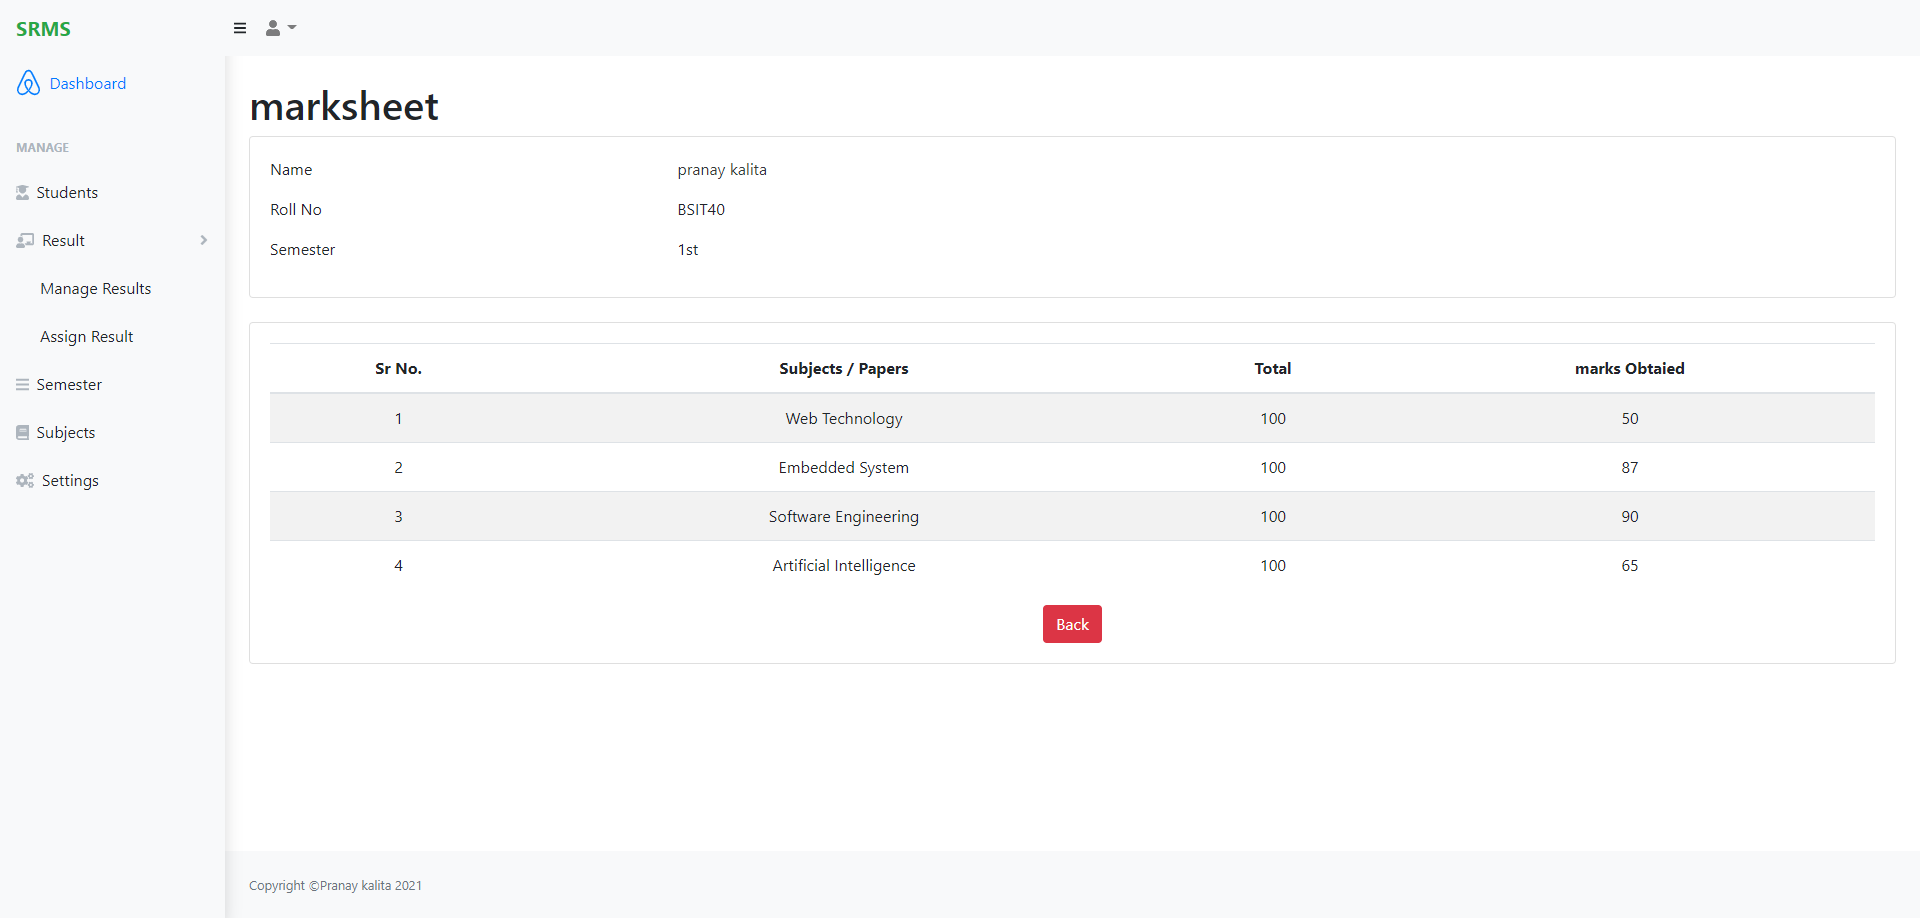 SRMS
Dashboard
MANAGE
Students
Result
Manage Results
Assign Result
Semester
Subjects
Settings
marksheet
Name pranay kalita
Roll No BSIT40
Semester 1st
Sr No. Subjects / Papers Total marks Obtaied
1 Web Technology 100 50
2 Embedded System 100 87
3 Software Engineering 100 90
4 Artificial Intelligence 100 65
Back
Copyright ©Pranay kalita 2021